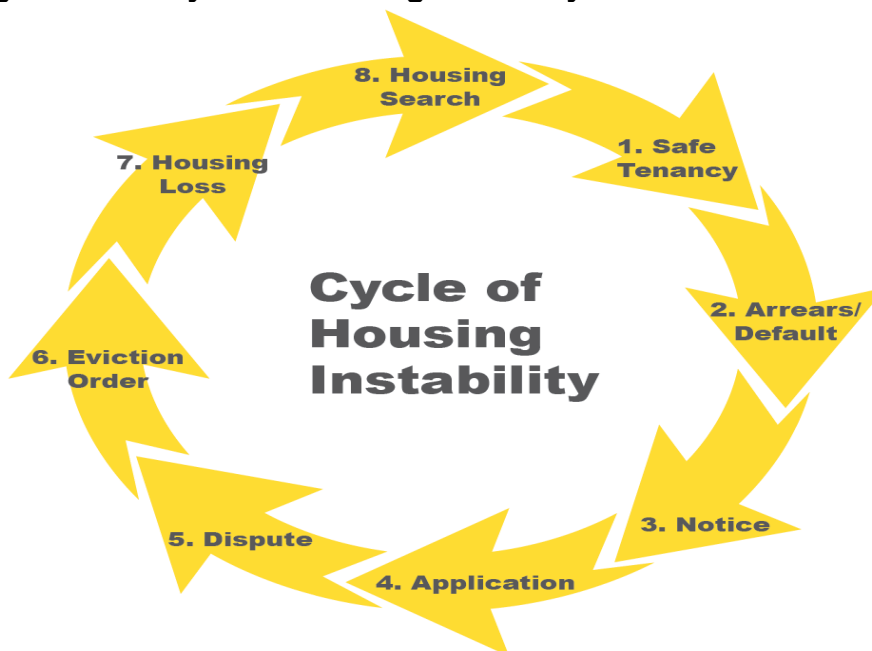 8. Housing
Search
1. Safe
Tenancy
2. Arrears/
Default
3. Notice
4. Application
5. Dispute
6. Eviction
Order
7. Housing
Loss
Cycle of
Housing
Instability